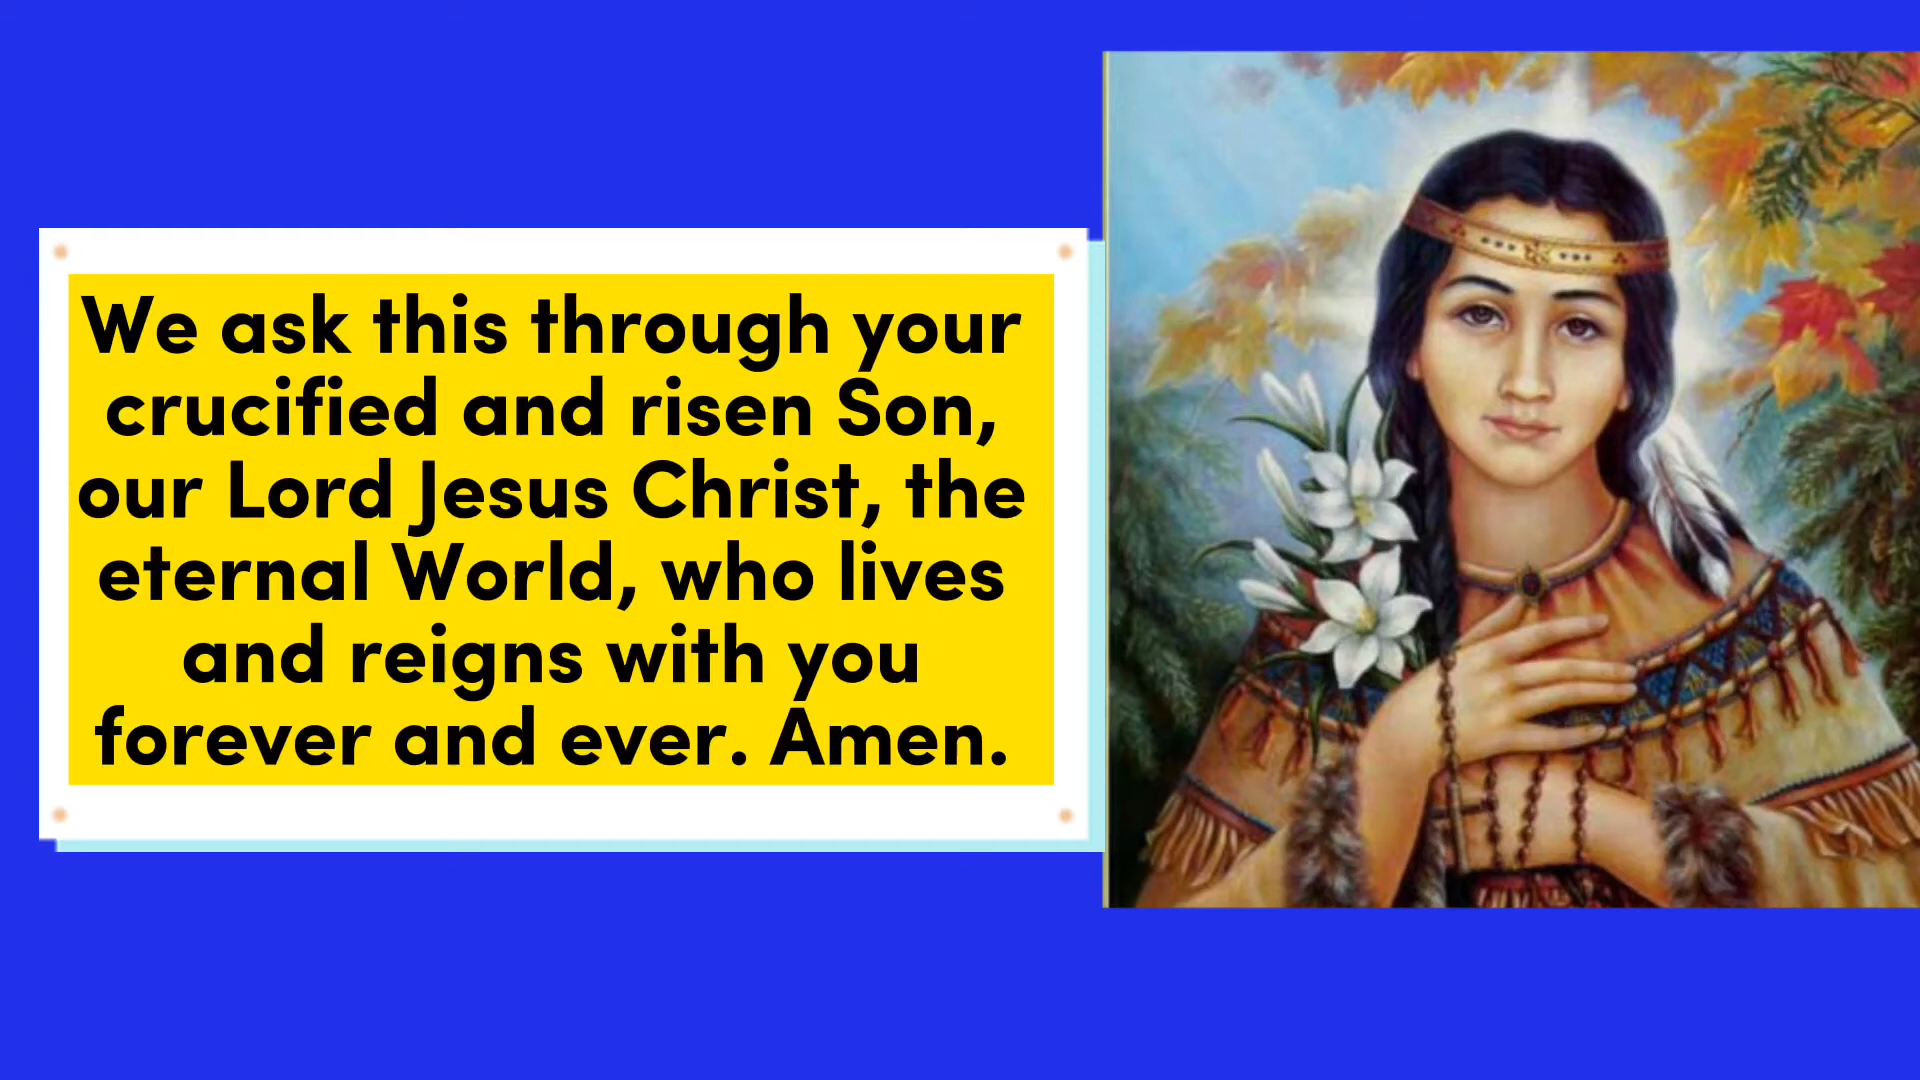 We ask this through your
crucified and risen Son,
our Lord Jesus Christ, the
eternal World, who lives
and reigns with you
forever and ever. Amen.